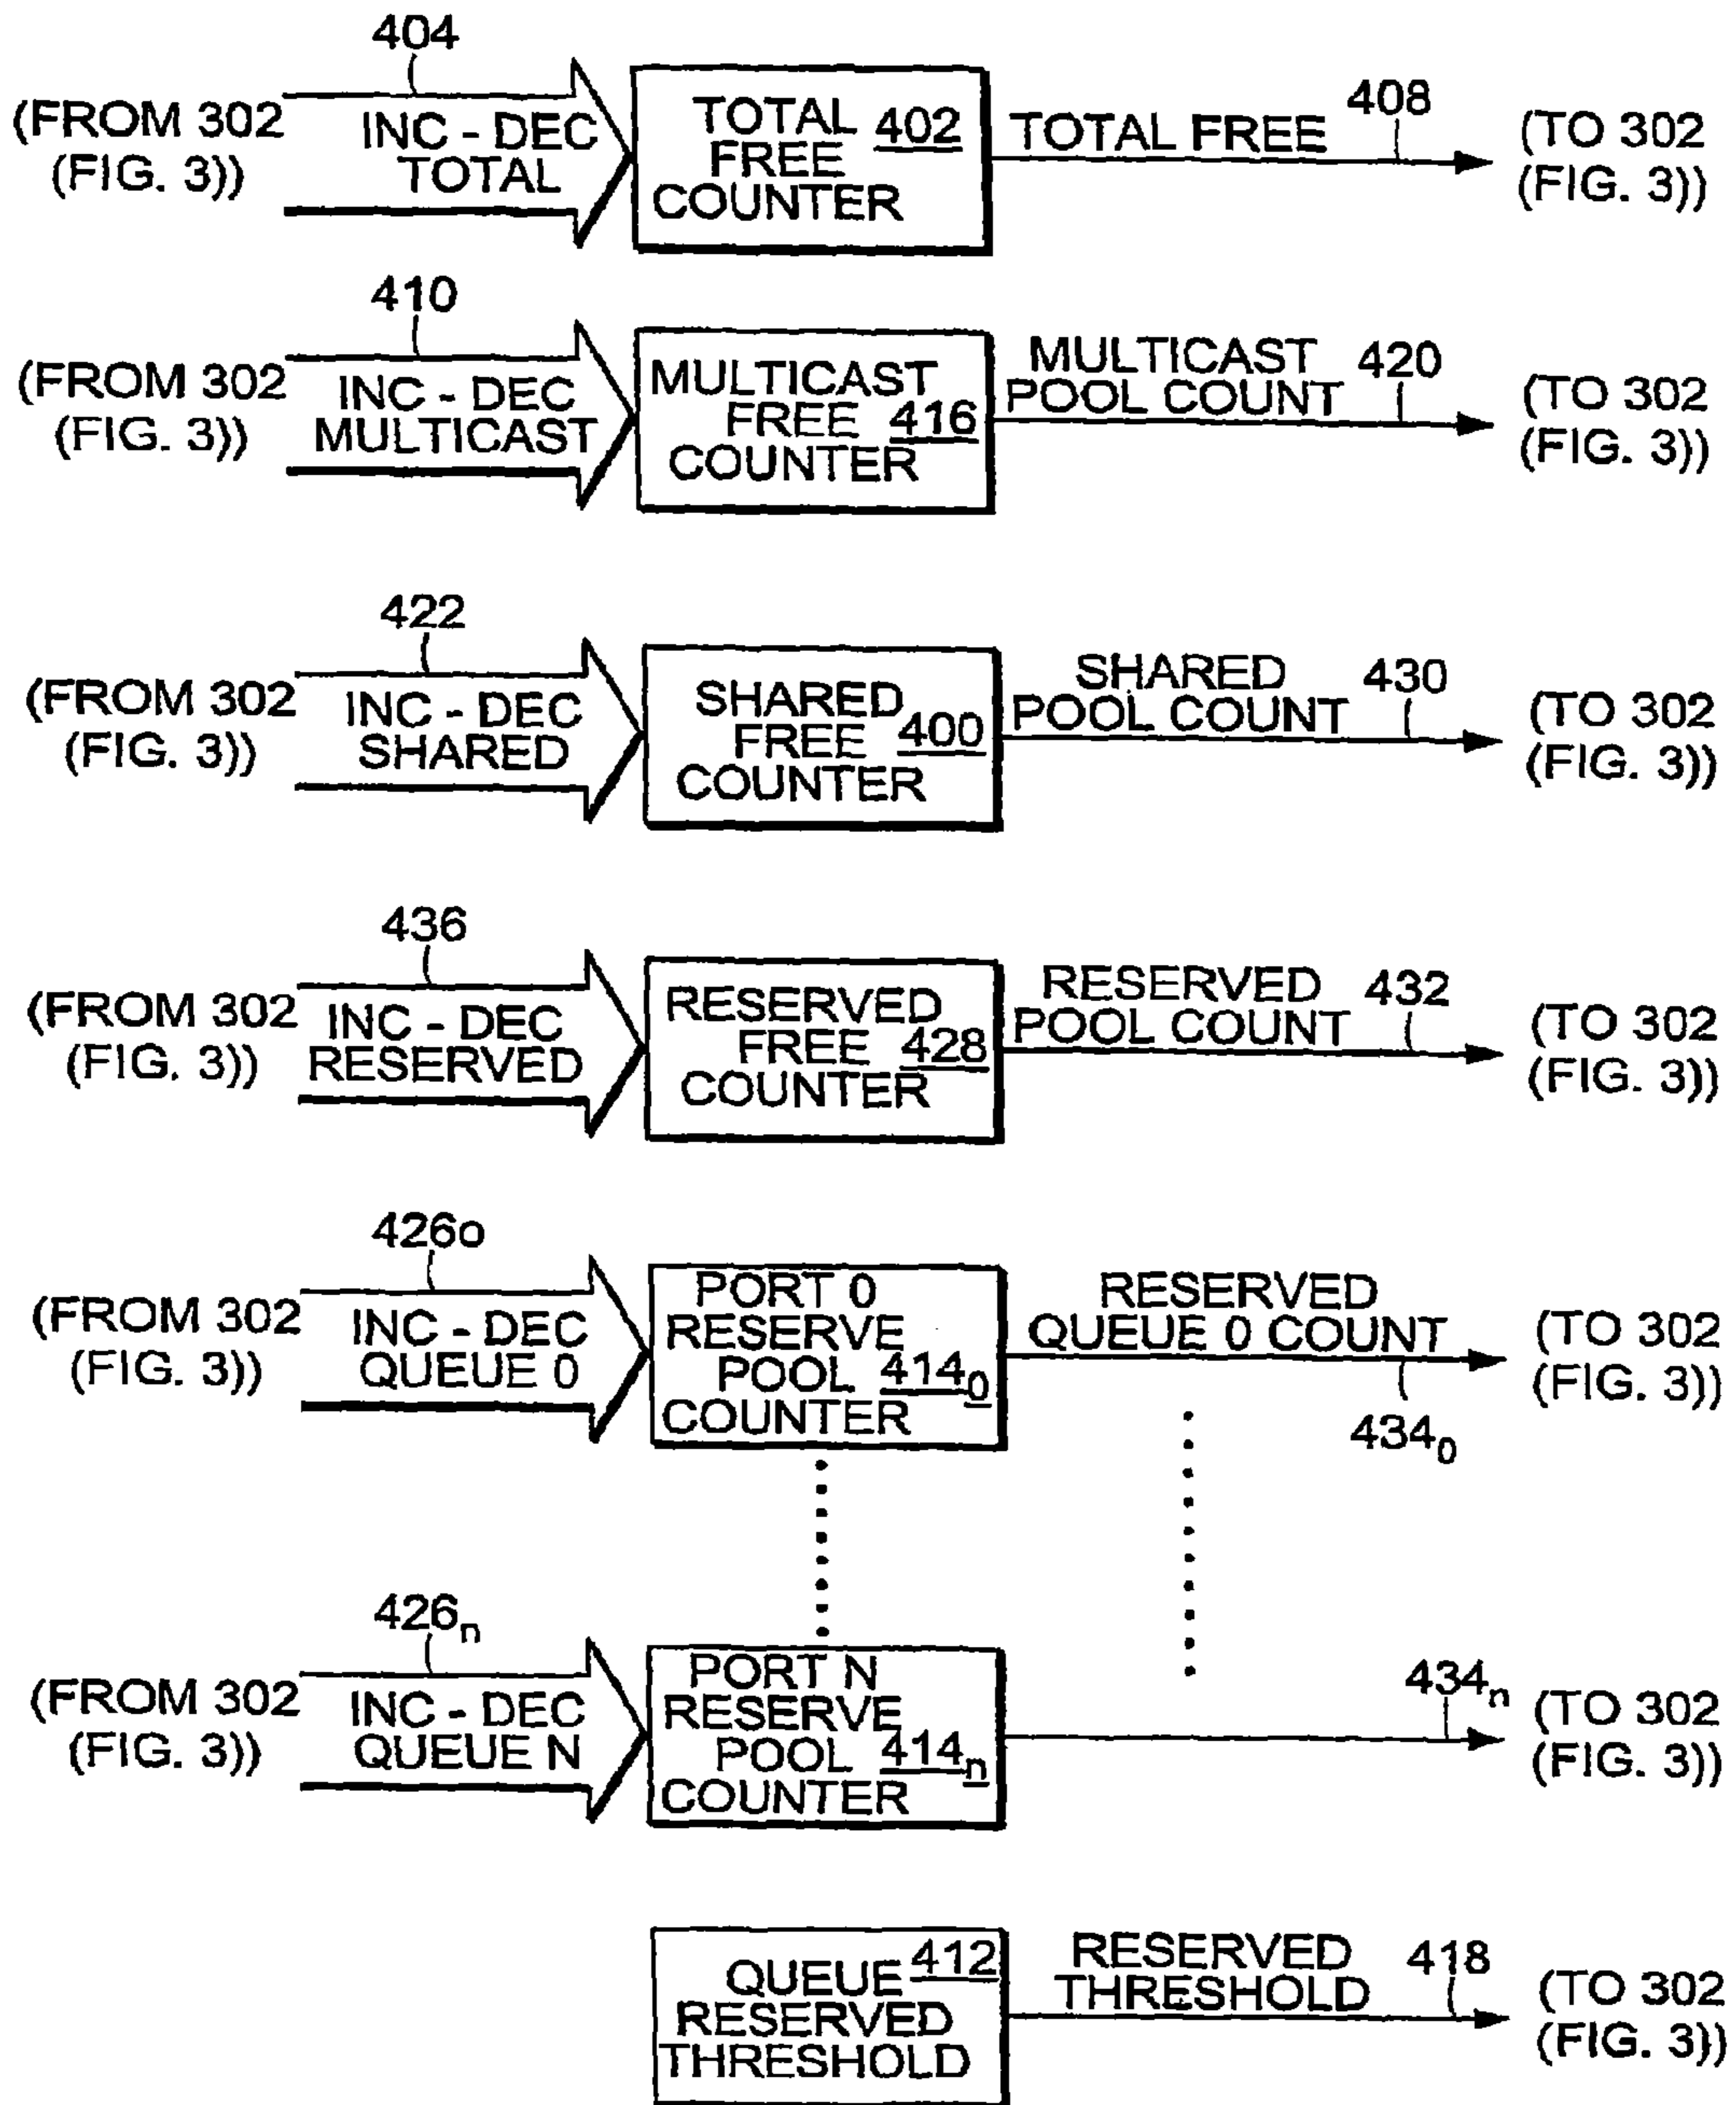 404
(FROM 302
(FIG. 3))
INC - DEC
TOTAL
TOTAL
FREE 402
COUNTER
TOTAL FREE
408
(TO 302
(FIG. 3))
410
(FROM 302
(FIG. 3))
INC - DEC
MULTICAST
MULTICAST
FREE 416
COUNTER
MULTICAST
POOL COUNT
420
(TO 302
(FIG. 3))
422
(FROM 302
(FIG. 3))
INC - DEC
SHARED
SHARED
FREE 400
COUNTER
SHARED
POOL COUNT
430
(TO 302
(FIG. 3))
436
(FROM 302
(FIG. 3))
INC - DEC
RESERVED
RESERVED
FREE 428
COUNTER
RESERVED
POOL COUNT
432
(TO 302
(FIG. 3))
426o
(FROM 302
(FIG. 3))
INC - DEC
QUEUE 0
PORT 0
RESERVE
POOL 414₀
COUNTER
RESERVED
QUEUE 0 COUNT
434₀
(TO 302
(FIG. 3))
426ₙ
(FROM 302
(FIG. 3))
INC - DEC
QUEUE N
PORT N
RESERVE
POOL 414ₙ
COUNTER
434ₙ
(TO 302
(FIG. 3))
QUEUE 412
RESERVED
THRESHOLD
RESERVED
THRESHOLD
418
(TO 302
(FIG. 3))